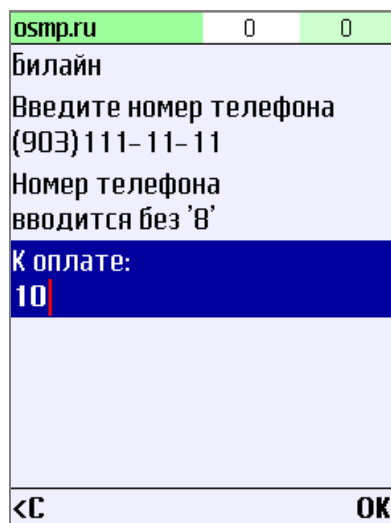 osmp.ru 0 0
Билайн
Введите номер телефона
(903)111-11-11
Номер телефона
вводится без '8'
К оплате:
10
<C OK